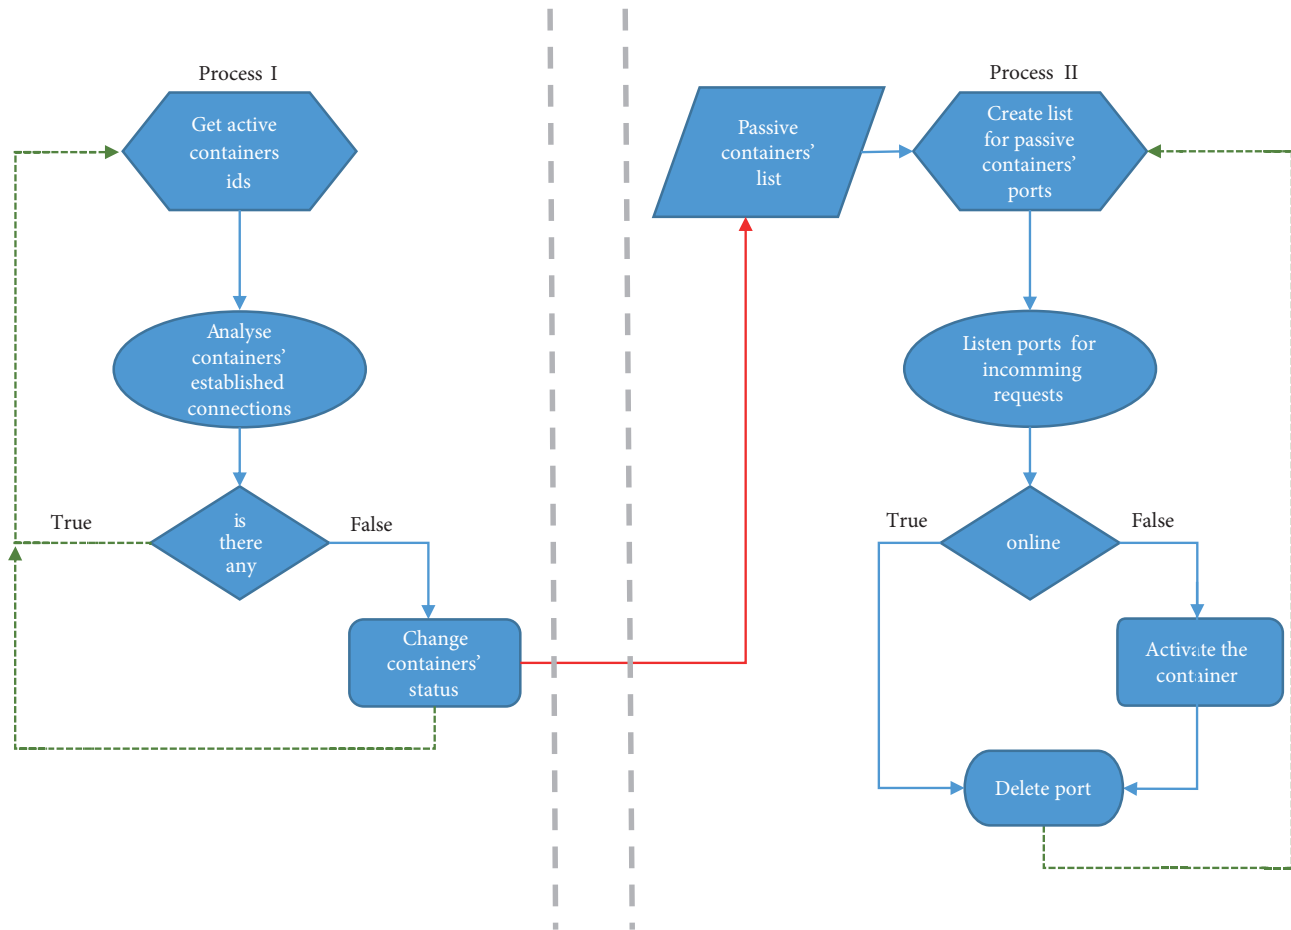 Process I
Get active
containers
ids
Analyse
containers’
established
connections
is
there
any
True
False
Change
containers’
status
Passive
containers’
list
Process II
Create list
for passive
containers’
ports
Listen ports for
incomming
requests
online
True
False
Activate the
container
Delete port